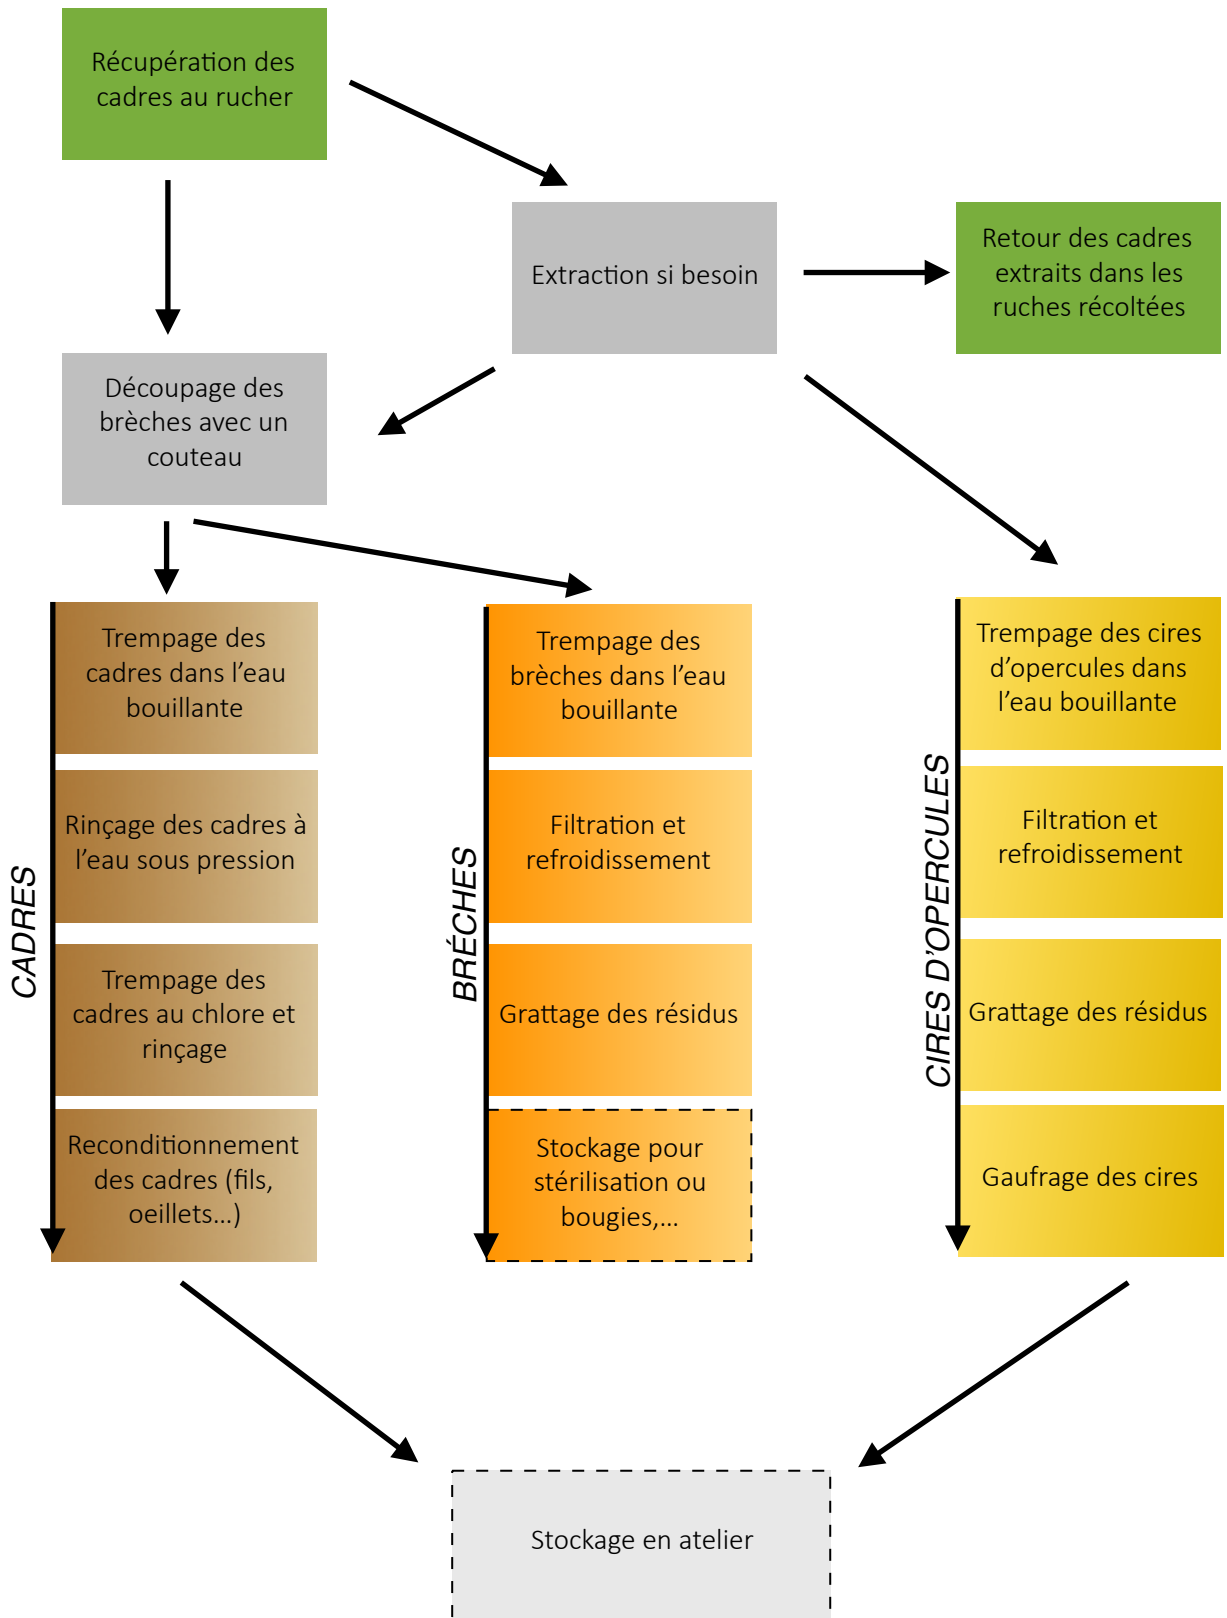 Récupération des
cadres au rucher
Extraction si besoin
Retour des cadres
extraits dans les
ruches récoltées
Découpage des
brèches avec un
couteau
CADRES
Trempage des
cadres dans l’eau
bouillante
Rinçage des cadres à
l’eau sous pression
Trempage des
cadres au chlore et
rinçage
Reconditionnement
des cadres (fils,
oeillets...)
BRÉCHES
Trempage des
brèches dans l’eau
bouillante
Filtration et
refroidissement
Grattage des résidus
Stockage pour
stérilisation ou
bougies,...
CIRES D’OPERCULES
Trempage des cires
d’opercules dans
l’eau bouillante
Filtration et
refroidissement
Grattage des résidus
Gaufrage des cires
Stockage en atelier